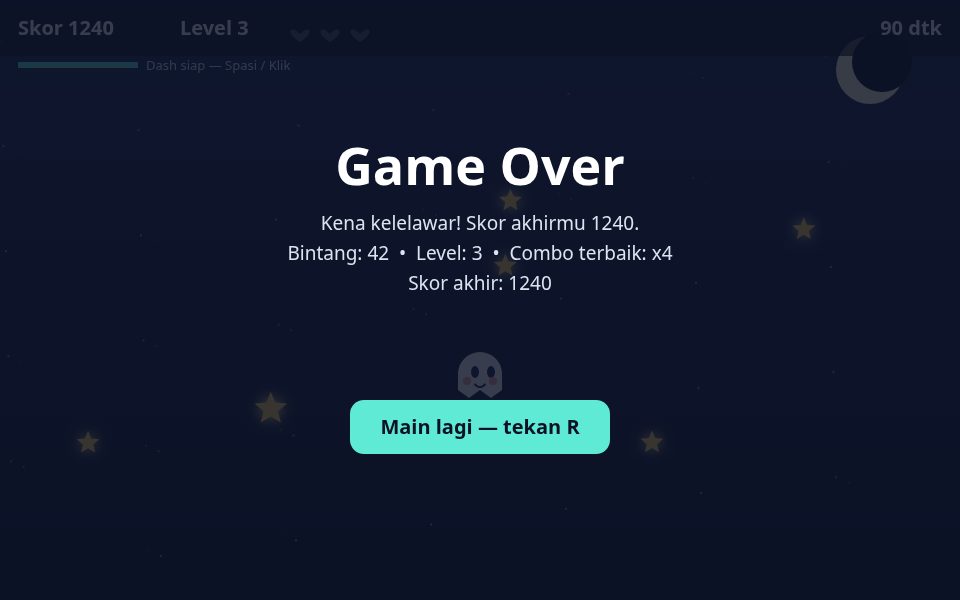 Skor 1240 Level 3 90 dtk
Dash siap — Spasi / Klik
Game Over
Kena kelelawar! Skor akhirmu 1240.
Bintang: 42 • Level: 3 • Combo terbaik: x4
Skor akhir: 1240
Main lagi — tekan R